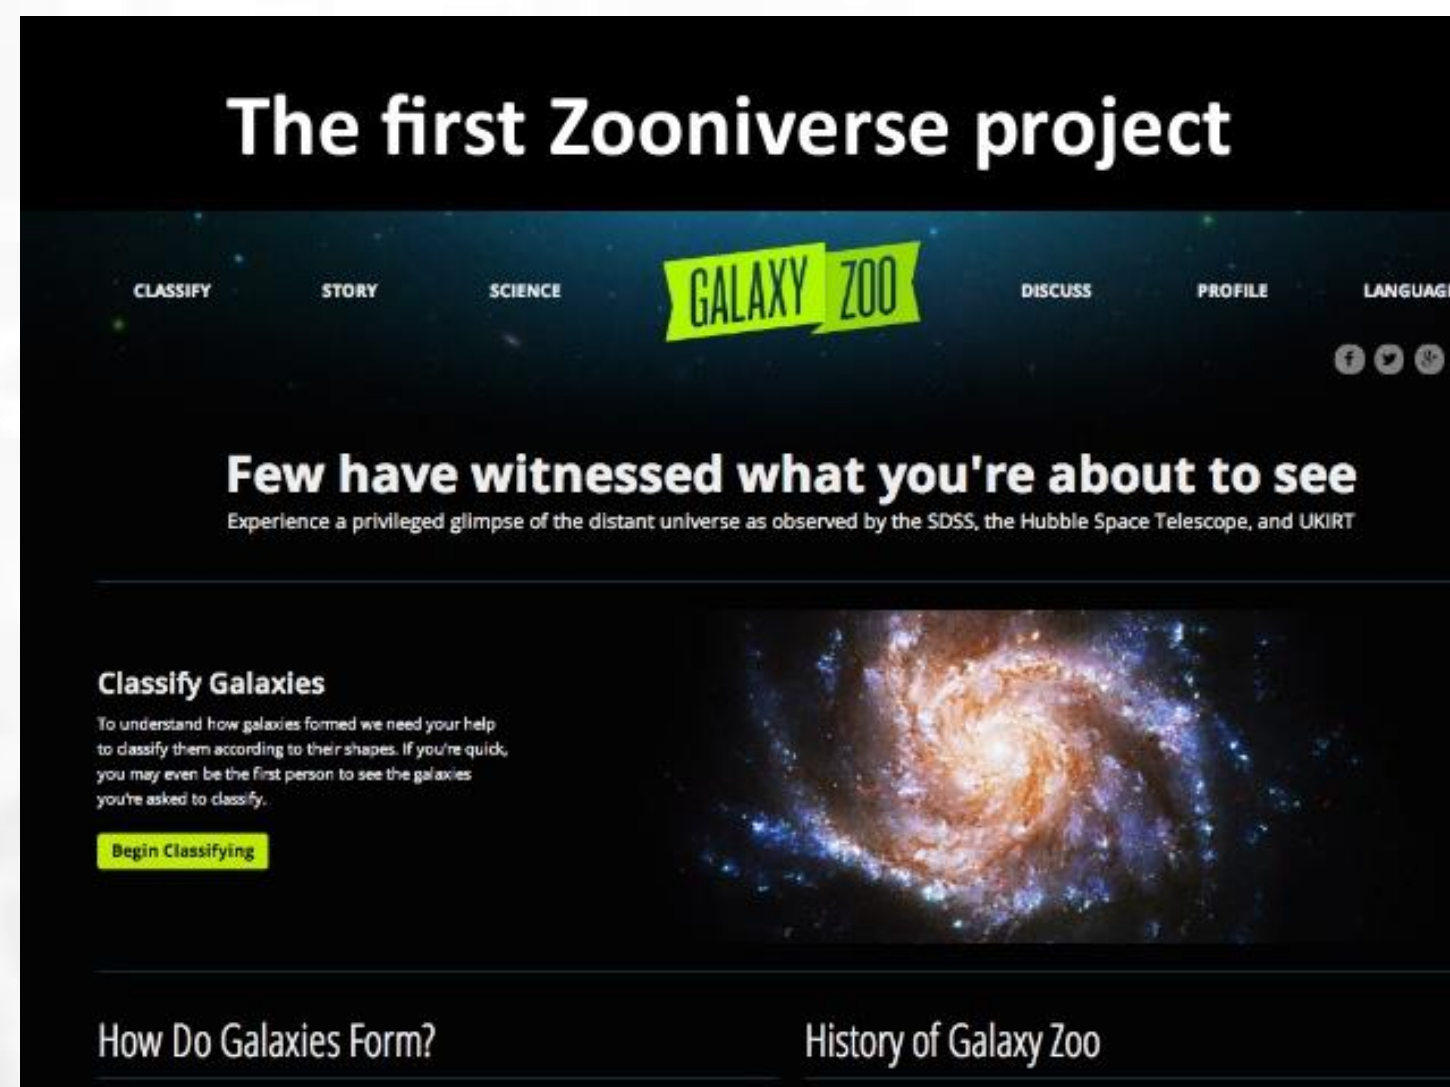 The first Zooniverse project
CLASSIFY STORY SCIENCE GALAXY ZOO DISCUSS PROFILE LANGUAG
Few have witnessed what you're about to see
Experience a privileged glimpse of the distant universe as observed by the SDSS, the Hubble Space Telescope, and UKIRT
Classify Galaxies
To understand how galaxies formed we need your help
to classify them according to their shapes. If you're quick,
you may even be the first person to see the galaxies
you're asked to classify.
Begin Classifying
How Do Galaxies Form?
History of Galaxy Zoo